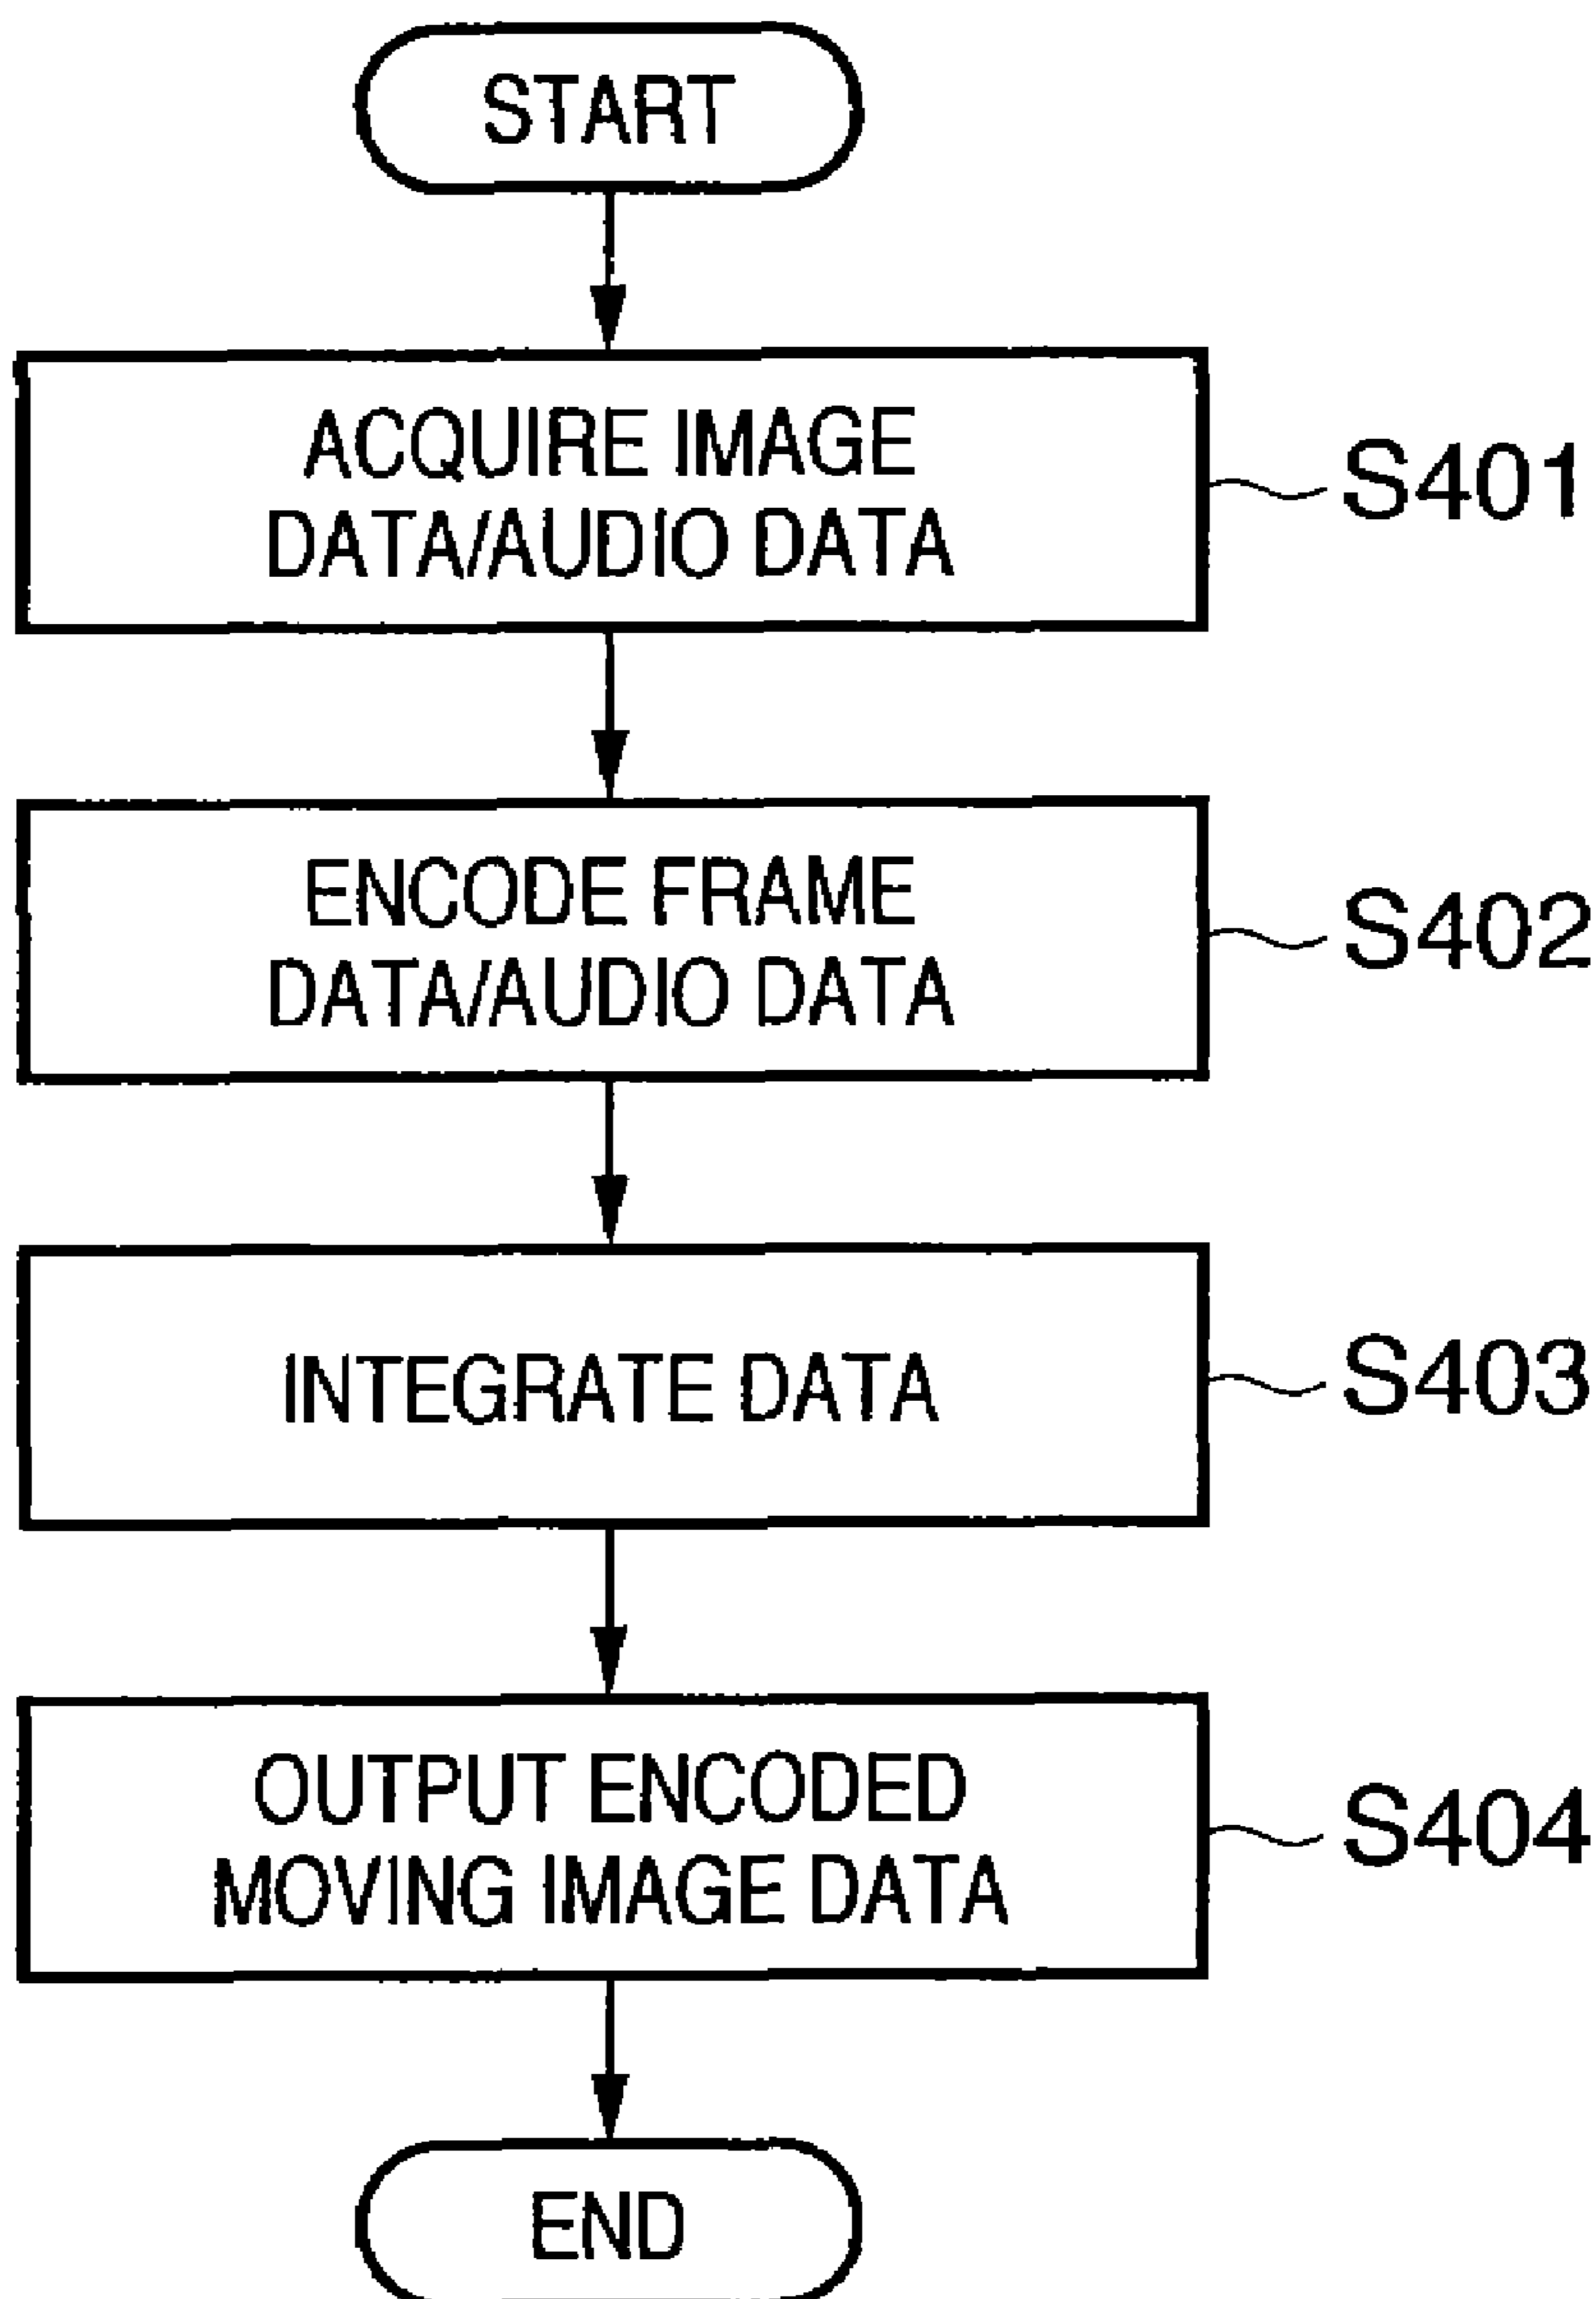 START
ACQUIRE IMAGE
DATA/AUDIO DATA
S401
ENCODE FRAME
DATA/AUDIO DATA
S402
INTEGRATE DATA
S403
OUTPUT ENCODED
MOVING IMAGE DATA
S404
END